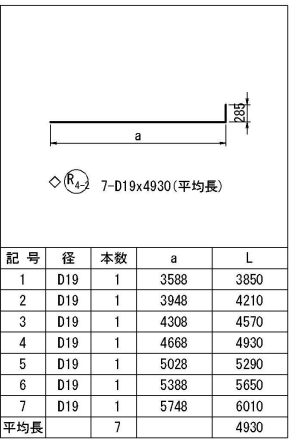 285
a
◇ R4-2 7-D19x4930(平均長)
記 号 径 本数 a L
1 D19 1 3588 3850
2 D19 1 3948 4210
3 D19 1 4308 4570
4 D19 1 4668 4930
5 D19 1 5028 5290
6 D19 1 5388 5650
7 D19 1 5748 6010
平均長 7 4930